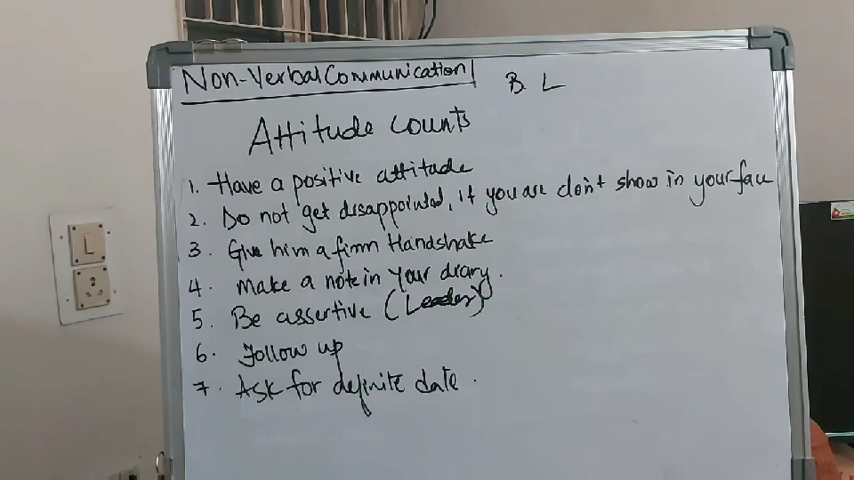 Non-Verbal Communication
B L
Attitude counts
1. Have a positive attitude
2. Do not get disappointed, if you are don't show in your face
3. Give him a firm Handshake
4. Make a note in your diary.
5. Be assertive (Leader)
6. Follow up
7. Ask for definite date.